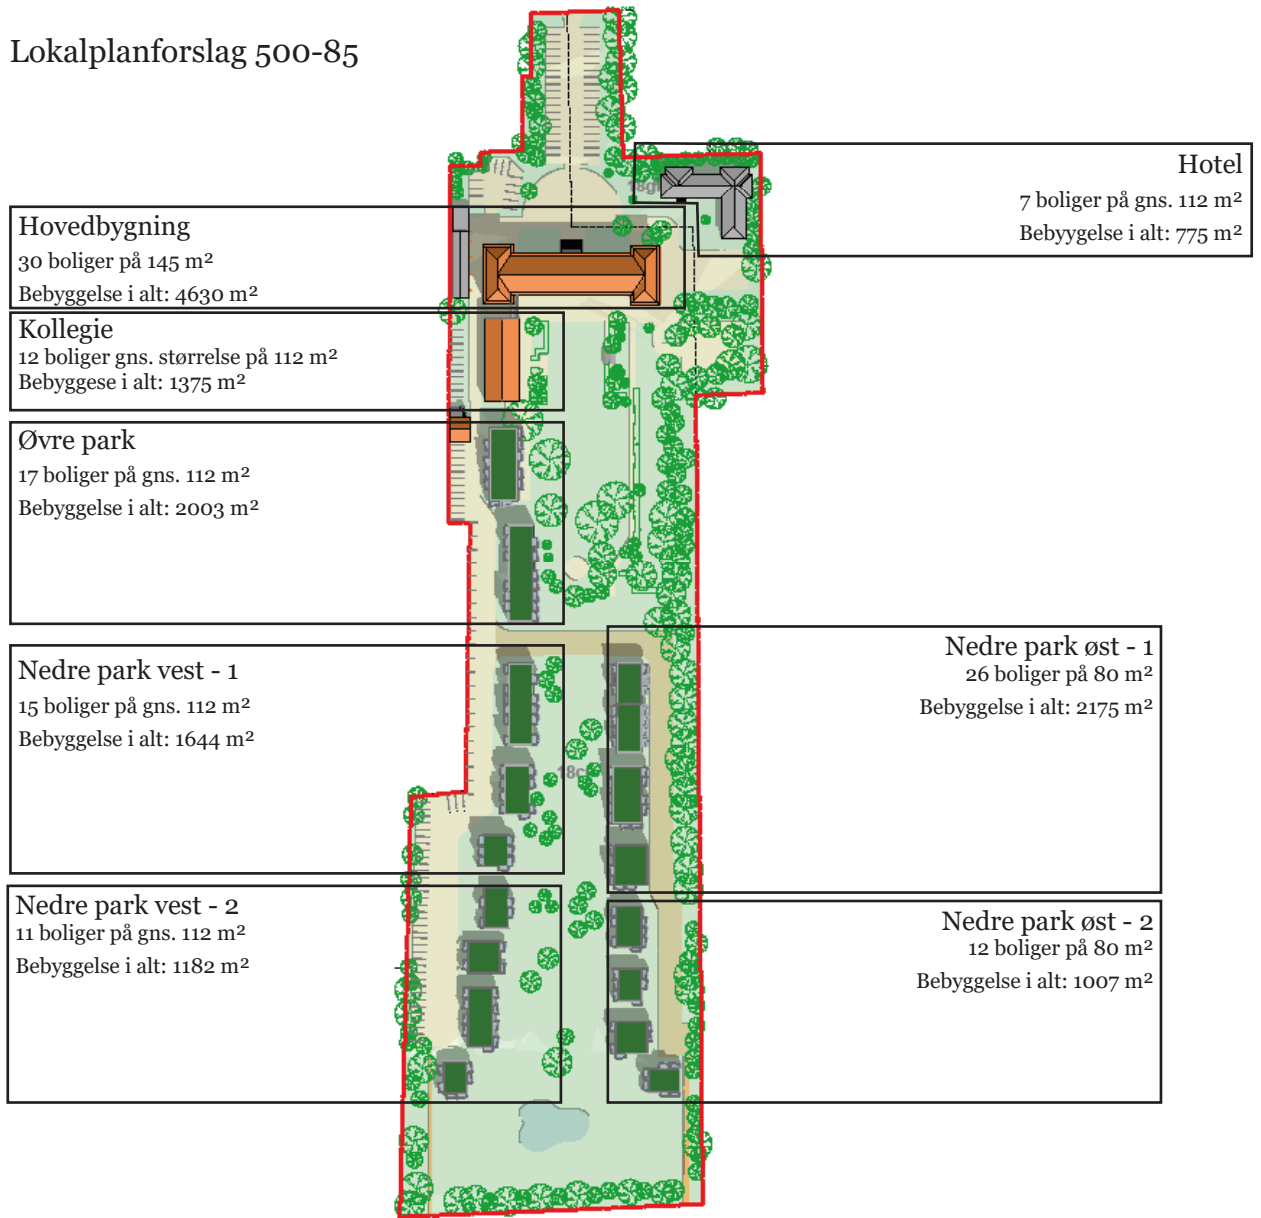 Lokalplanforslag 500-85
Hotel
7 boliger på gns. 112 m²
Bebyygelse i alt: 775 m²
Hovedbygning
30 boliger på 145 m²
Bebyggelse i alt: 4630 m²
Kollegie
12 boliger gns. størrelse på 112 m²
Bebyggese i alt: 1375 m²
Øvre park
17 boliger på gns. 112 m²
Bebyggelse i alt: 2003 m²
Nedre park vest - 1
15 boliger på gns. 112 m²
Bebyggelse i alt: 1644 m²
Nedre park øst - 1
26 boliger på 80 m²
Bebyggelse i alt: 2175 m²
Nedre park vest - 2
11 boliger på gns. 112 m²
Bebyggelse i alt: 1182 m²
Nedre park øst - 2
12 boliger på 80 m²
Bebyggelse i alt: 1007 m²